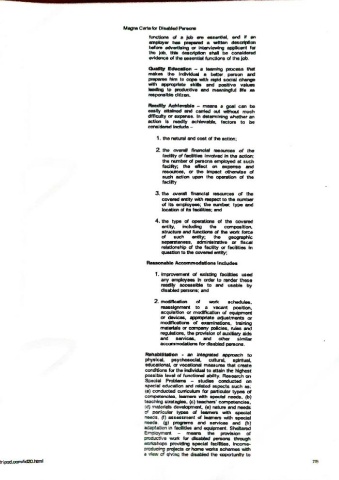 Magna Carta for Disabled Persons
functions of a job are essential, and if an
employer has prepared a written description
before advertising or interviewing applicant for
the job, this description shall be considered
evidence of the essential functions of the job.
Quality Education – a learning process that
makes the individual a better person and
prepares him to cope with rapid social change
with appropriate skills and positive values
leading to productive and meaningful life as
responsible citizen.
Readily Achievable – means a goal can be
easily attained and carried out without much
difficulty or expense. In determining whether an
action is readily achievable, factors to be
considered include –
1. the natural and cost of the action;
2. the overall financial resources of the
facility of facilities involved in the action;
the number of persons employed at such
facility; the effect on expense and
resources, or the impact otherwise of
such action upon the operation of the
facility
3. the overall financial resources of the
covered entity with respect to the number
of its employees; the number type and
location of its facilities; and
4. the type of operations of the covered
entity, including the composition,
structure and functions of the work force
of such entity; the geographic
separateness, administrative or fiscal
relationship of the facility or facilities in
question to the covered entity;
Reasonable Accommodations Includes
1. improvement of existing facilities used
any employees in order to render these
readily accessible to and usable by
disabled persons; and
2. modification of work schedules,
reassignment to a vacant position,
acquisition or modification of equipment
or devices, appropriate adjustments or
modifications of examinations, training
materials or company policies, rules and
regulations, the provision of auxiliary aids
and services, and other similar
accommodations for disabled persons.
Rehabilitation - an integrated approach to
physical, psychosocial, cultural, spiritual,
educational, or vocational measures that create
conditions for the individual to attain the highest
possible level of functional ability. Research on
Special Problems – studies conducted on
special education and related aspects such as,
(a) conducted curriculum for particular types of
competencies, learners with special needs, (b)
teaching strategies, (c) teachers' competencies,
(d) materials development, (e) nature and needs
of particular types of learners with special
needs, (f) assessment of learners with special
needs (g) programs and services and (h)
adaptation in facilities and equipment. Sheltered
Employment – means the provision of
productive work for disabled persons through
workshops providing special facilities, income-
producing projects or home works schemes with
a view of giving the disabled the opportunity to
tripod.com/id20.html